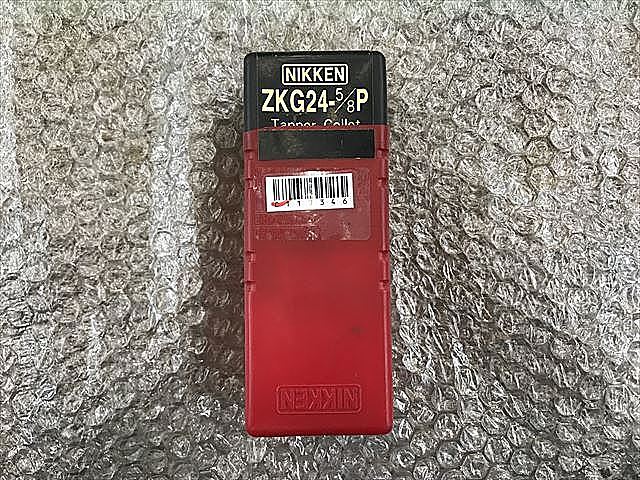 NIKKEN
ZKG24-5/8P
Tapper Collet
NIKKEN